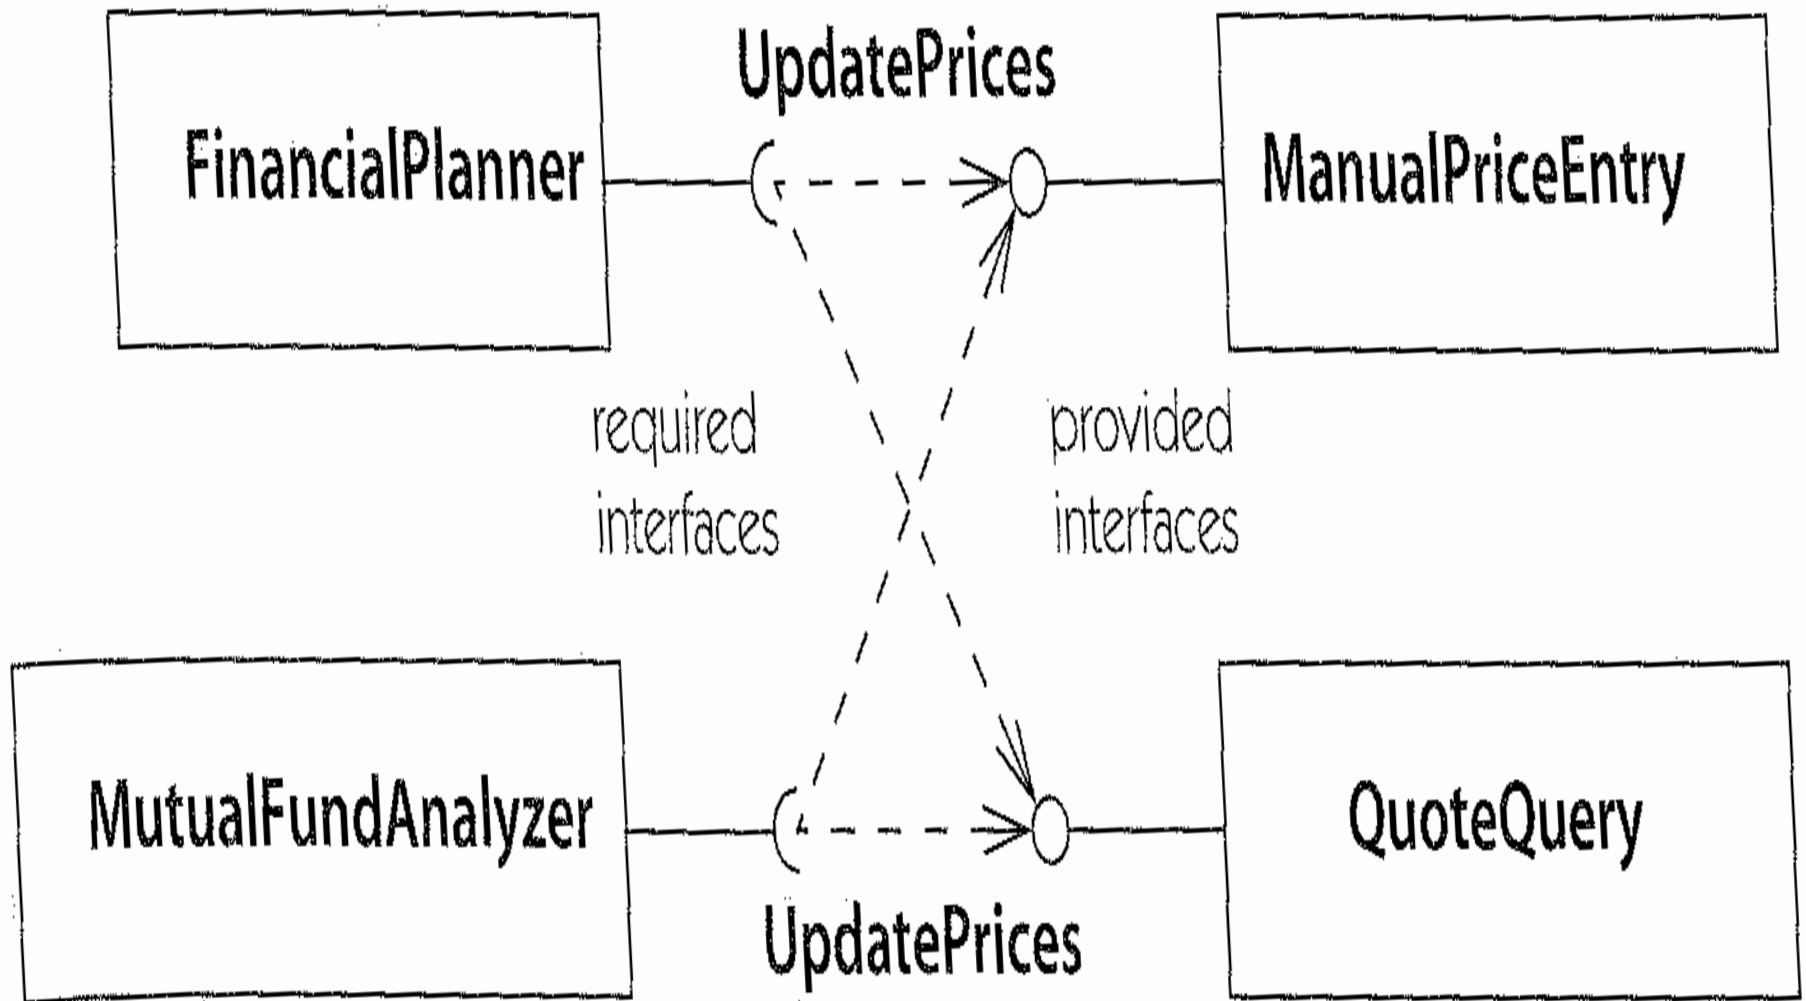 UpdatePrices
FinancialPlanner
ManualPriceEntry
required
interfaces
provided
interfaces
MutualFundAnalyzer
QuoteQuery
UpdatePrices